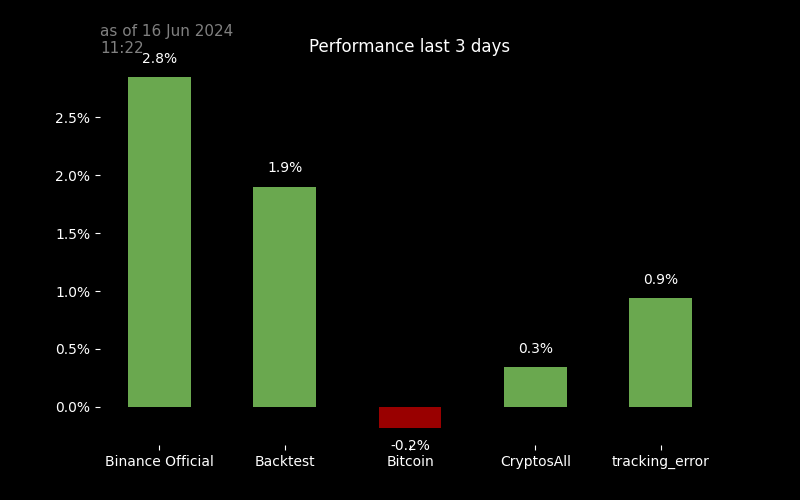 as of 16 Jun 2024
11:22
Performance last 3 days
2.8%
1.9%
-0.2%
0.3%
0.9%
2.5%
2.0%
1.5%
1.0%
0.5%
0.0%
Binance Official
Backtest
Bitcoin
CryptosAll
tracking_error